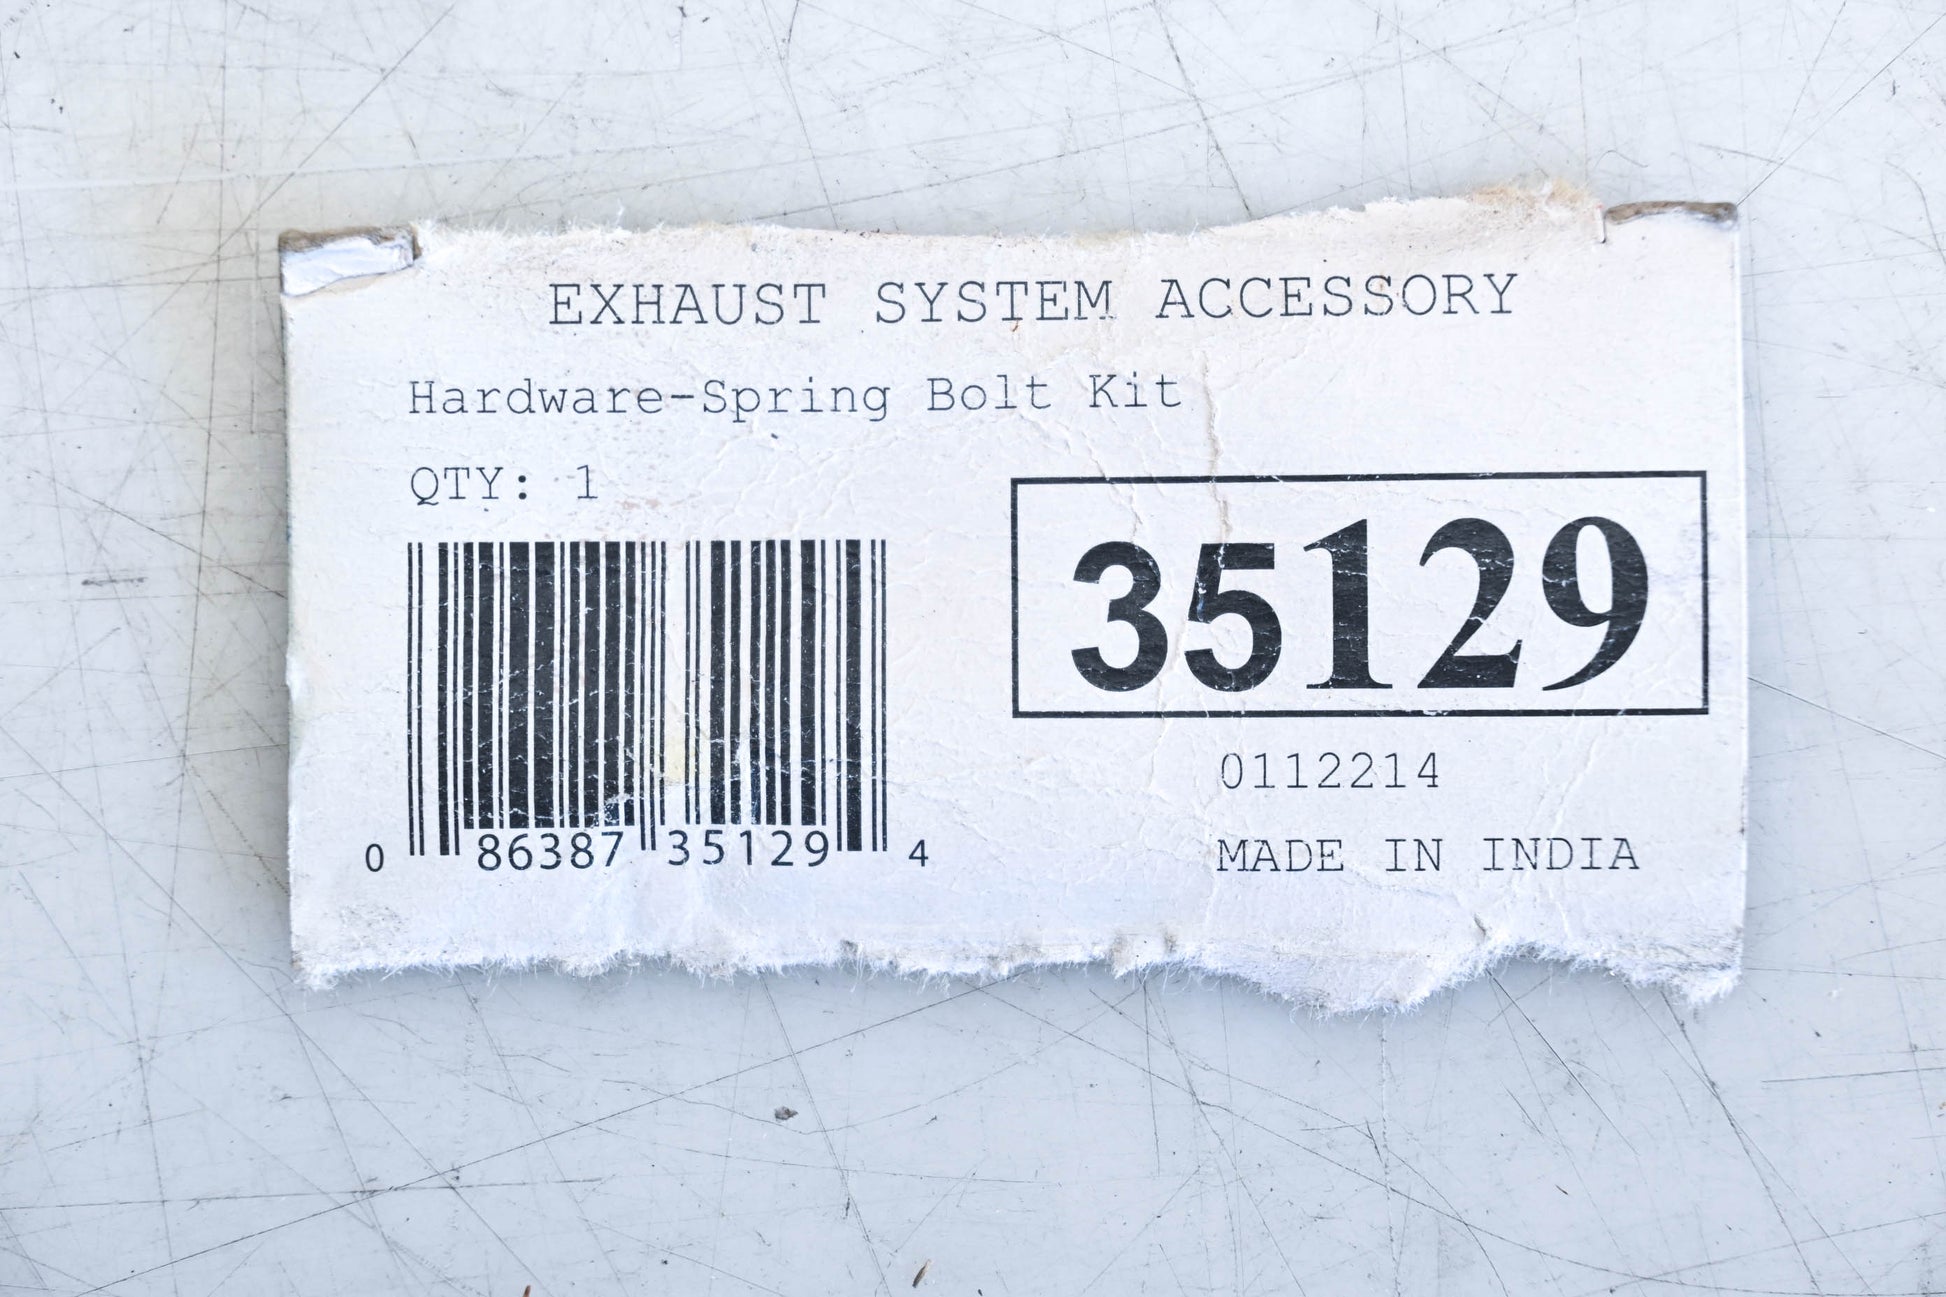 EXHAUST SYSTEM ACCESSORY
Hardware-Spring Bolt Kit
QTY: 1
35129
0112214
MADE IN INDIA
0 86387 35129 4